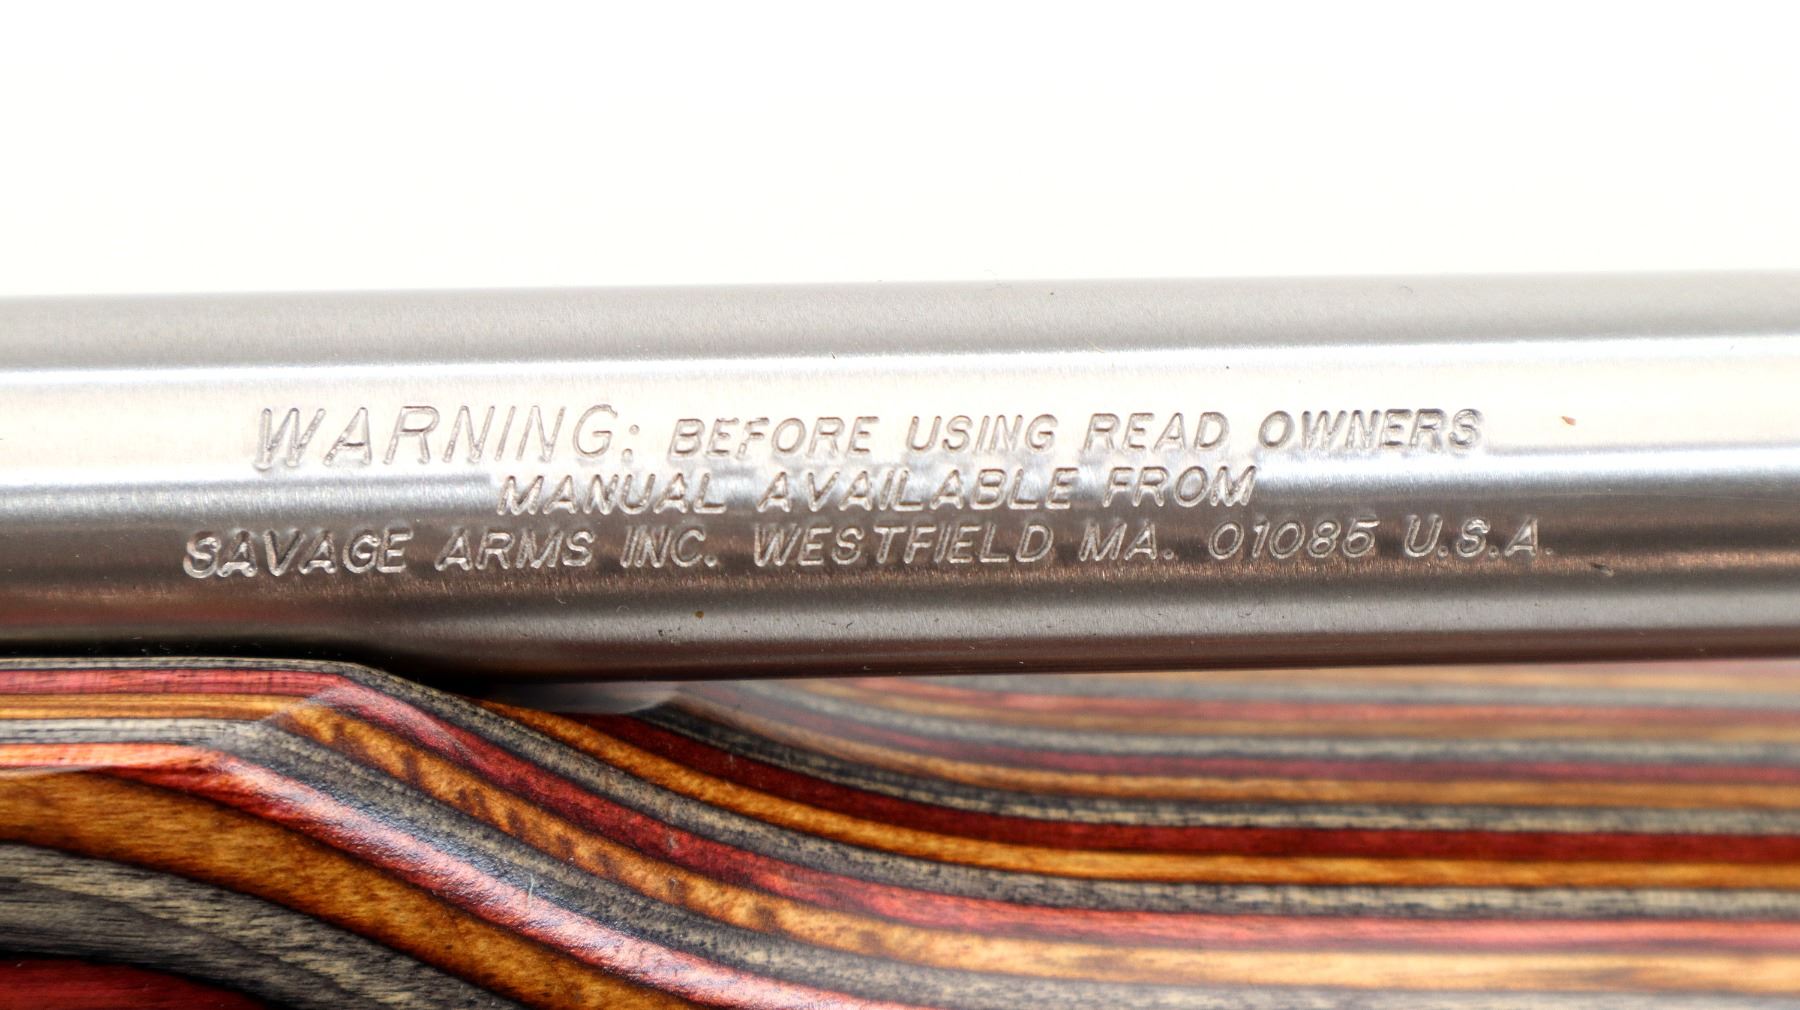 WARNING: BEFORE USING READ OWNERS
MANUAL AVAILABLE FROM
SAVAGE ARMS INC. WESTFIELD MA. 01085 U.S.A.